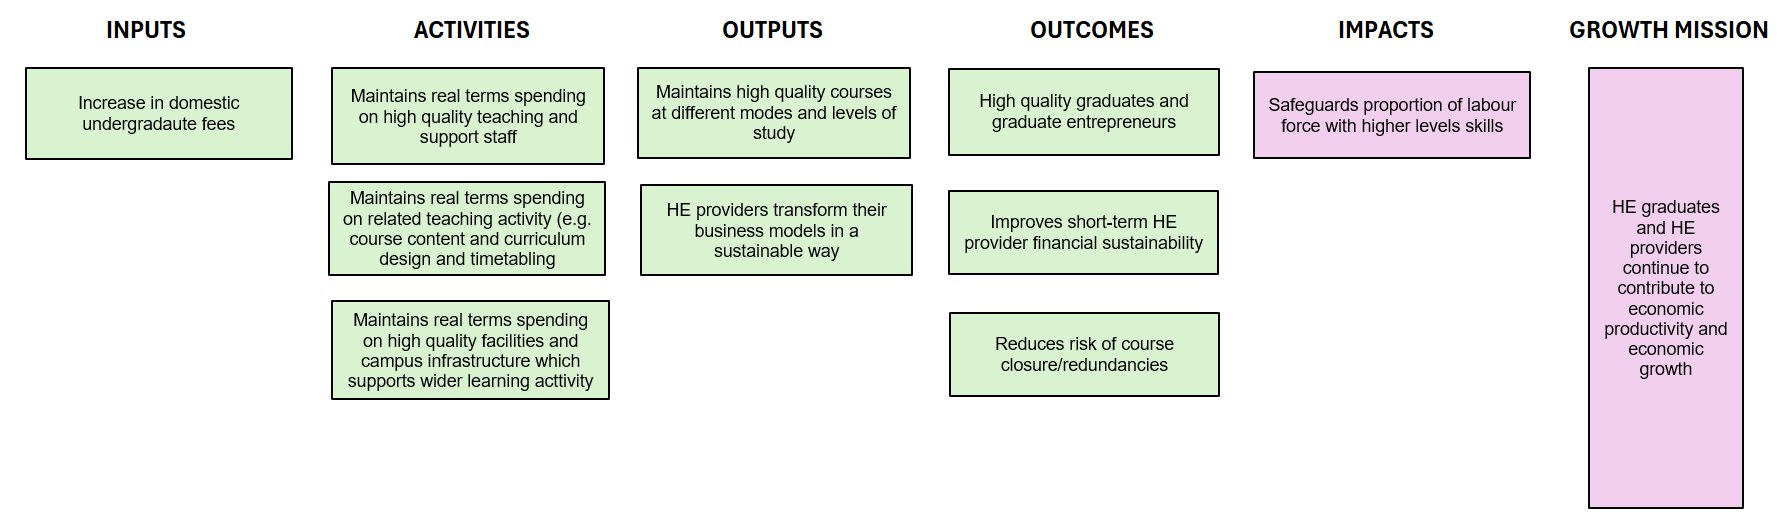 INPUTS
ACTIVITIES
OUTPUTS
OUTCOMES
IMPACTS
GROWTH MISSION
Increase in domestic
undergradaute fees
Maintains real terms spending
on high quality teaching and
support staff
Maintains real terms spending
on related teaching activity (e.g.
course content and curriculum
design and timetabling
Maintains real terms spending
on high quality facilities and
campus infrastructure which
supports wider learning acttivity
Maintains high quality courses
at different modes and levels of
study
HE providers transform their
business models in a
sustainable way
High quality graduates and
graduate entrepreneurs
Improves short-term HE
provider financial sustainability
Reduces risk of course
closure/redundancies
Safeguards proportion of labour
force with higher levels skills
HE graduates
and HE
providers
continue to
contribute to
economic
productivity and
economic
growth